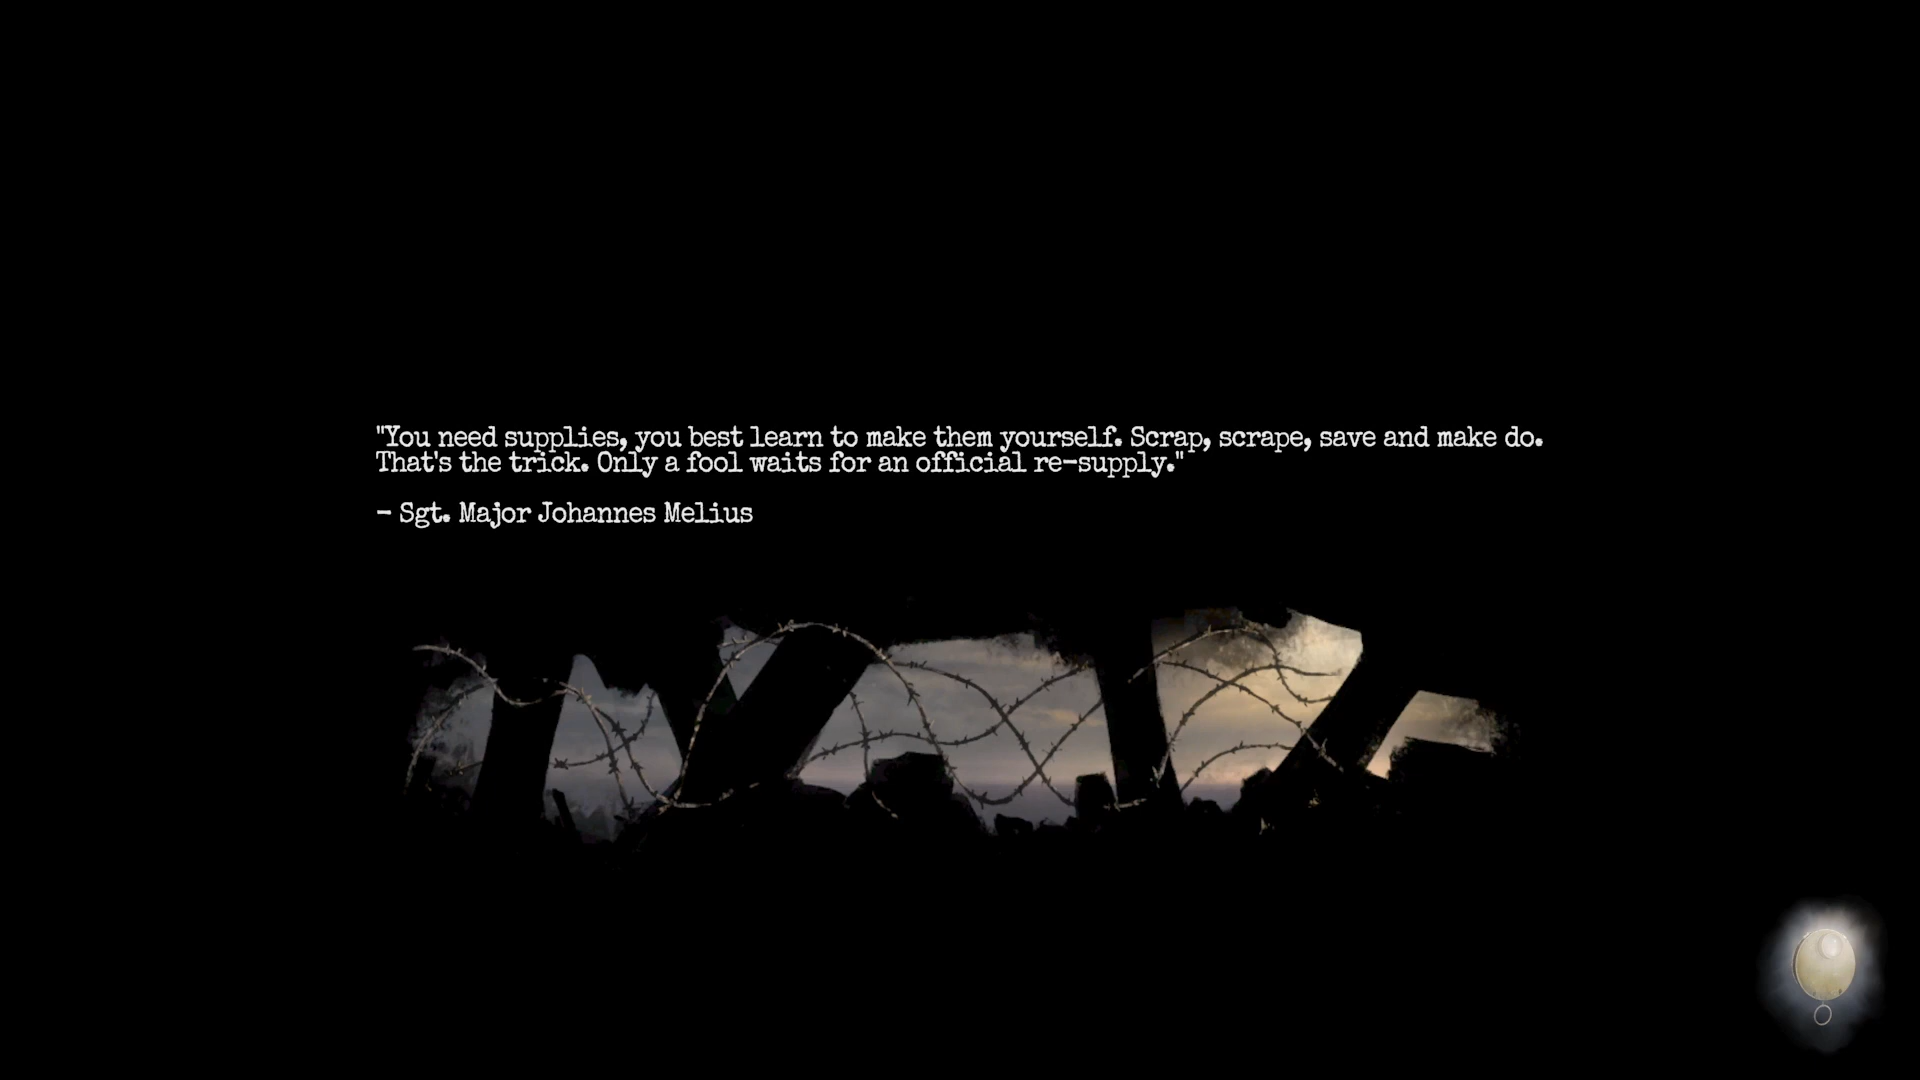 "You need supplies, you best learn to make them yourself. Scrap, scrape, save and make do.
That's the trick. Only a fool waits for an official re-supply."
- Sgt. Major Johannes Melius